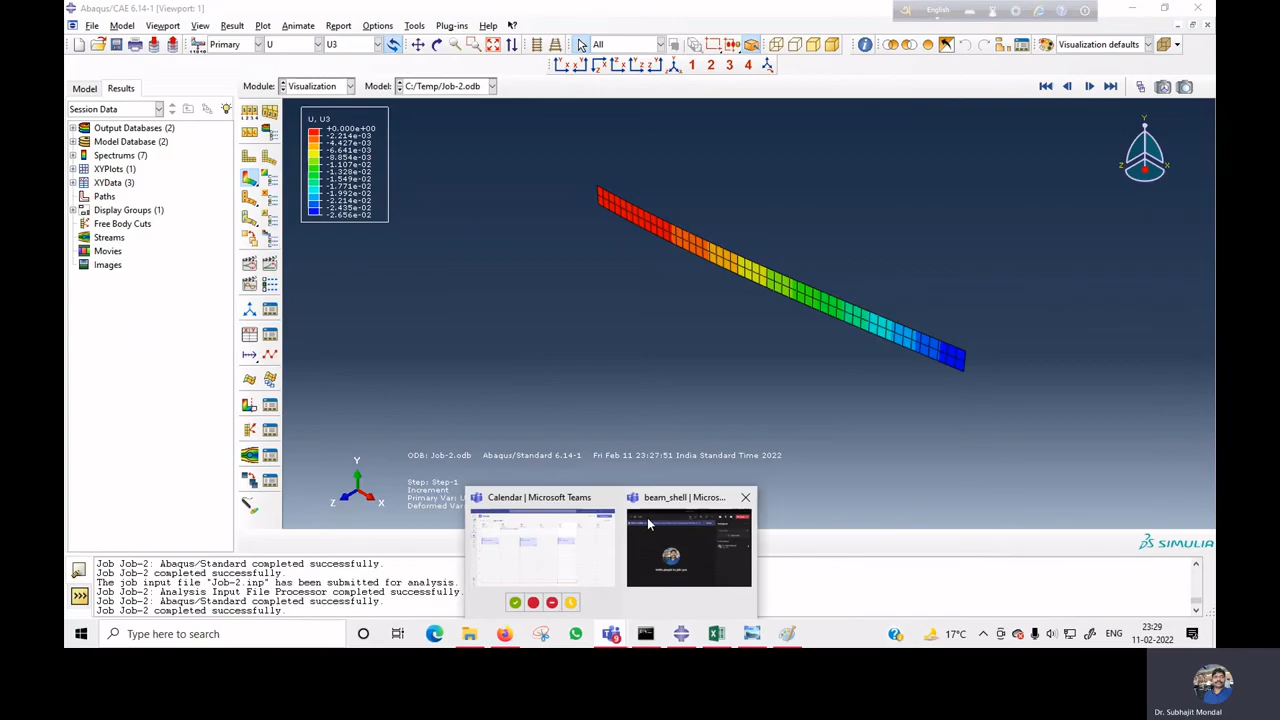 Abaqus/CAE 6.14-1 [Viewport: 1]
English
File Model Viewport View Result Plot Animate Report Options Tools Plug-ins Help
Primary U U3 All Visualization defaults
1 2 3 4
Model Results Module: Visualization Model: C:/Temp/Job-2.odb
Session Data
Output Databases (2)
Model Database (2)
Spectrums (7)
XYPlots (1)
XYData (3)
Paths
Display Groups (1)
Free Body Cuts
Streams
Movies
Images
U, U3
+0.000e+00
-2.214e-03
-4.427e-03
-6.641e-03
-8.854e-03
-1.107e-02
-1.328e-02
-1.549e-02
-1.771e-02
-1.992e-02
-2.214e-02
-2.435e-02
-2.656e-02
Y
Z X
Y
Z X
ODB: Job-2.odb Abaqus/Standard 6.14-1 Fri Feb 11 23:27:51 India Standard Time 2022
Step: Step-1
Increment
Primary Var: U
Deformed Var:
Calendar | Microsoft Teams beam_shell | Micros...
SIMULIA
Job Job-2: Abaqus/Standard completed successfully.
Job Job-2 completed successfully.
The job input file "Job-2.inp" has been submitted for analysis.
Job Job-2: Analysis Input File Processor completed successfully.
Job Job-2: Abaqus/Standard completed successfully.
Job Job-2 completed successfully.
Type here to search
17°C ENG 23:29
11-02-2022
Dr. Subhajit Mondal